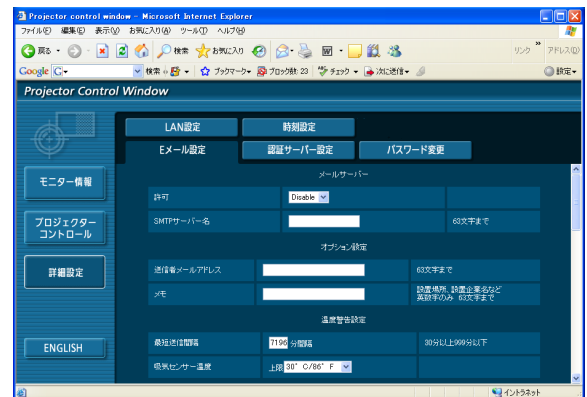 Projector control window - Microsoft Internet Explorer
ファイル(F) 編集(E) 表示(V) お気に入り(A) ツール(T) ヘルプ(H)
戻る 検索 お気に入り リンク » アドレス(D)
Google G 検索 ブックマーク ブロック数: 23 チェック 次に送信 設定
Projector Control Window
LAN設定 時刻設定
Eメール設定 認証サーバー設定 パスワード変更
モニター情報
プロジェクター
コントロール
詳細設定
ENGLISH
メールサーバー
許可 Disable
SMTPサーバー名 63文字まで
オプション設定
送信者メールアドレス 63文字まで
メモ 設置場所、設置企業名など
英数字のみ 63文字まで
温度警告設定
最短送信間隔 7196 分間隔 30分以上999分以下
吸気センサー温度 上限 30° C/86° F
イントラネット